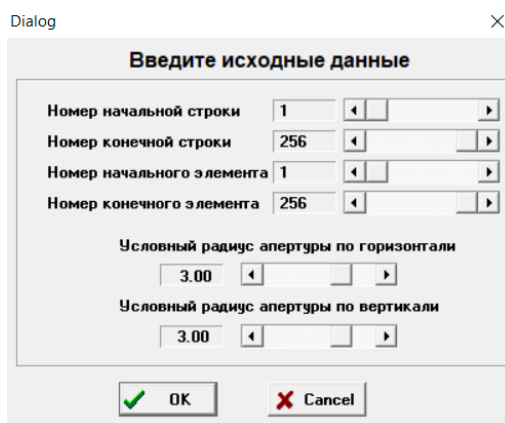 Dialog
Введите исходные данные
Номер начальной строки 1
Номер конечной строки 256
Номер начального элемента 1
Номер конечного элемента 256
Условный радиус апертуры по горизонтали
3.00
Условный радиус апертуры по вертикали
3.00
OK Cancel